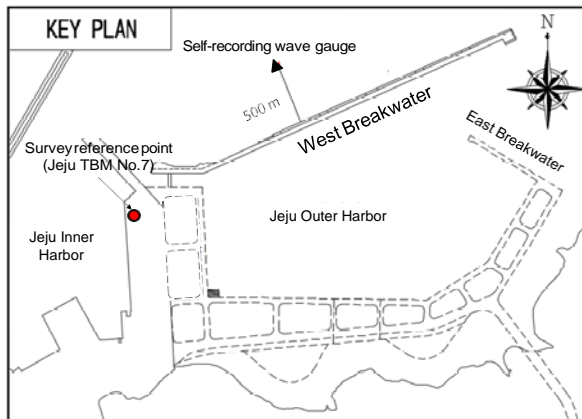 KEY PLAN
Self-recording wave gauge
N
500 m
West Breakwater
East Breakwater
Survey reference point
(Jeju TBM No.7)
Jeju Inner
Harbor
Jeju Outer Harbor